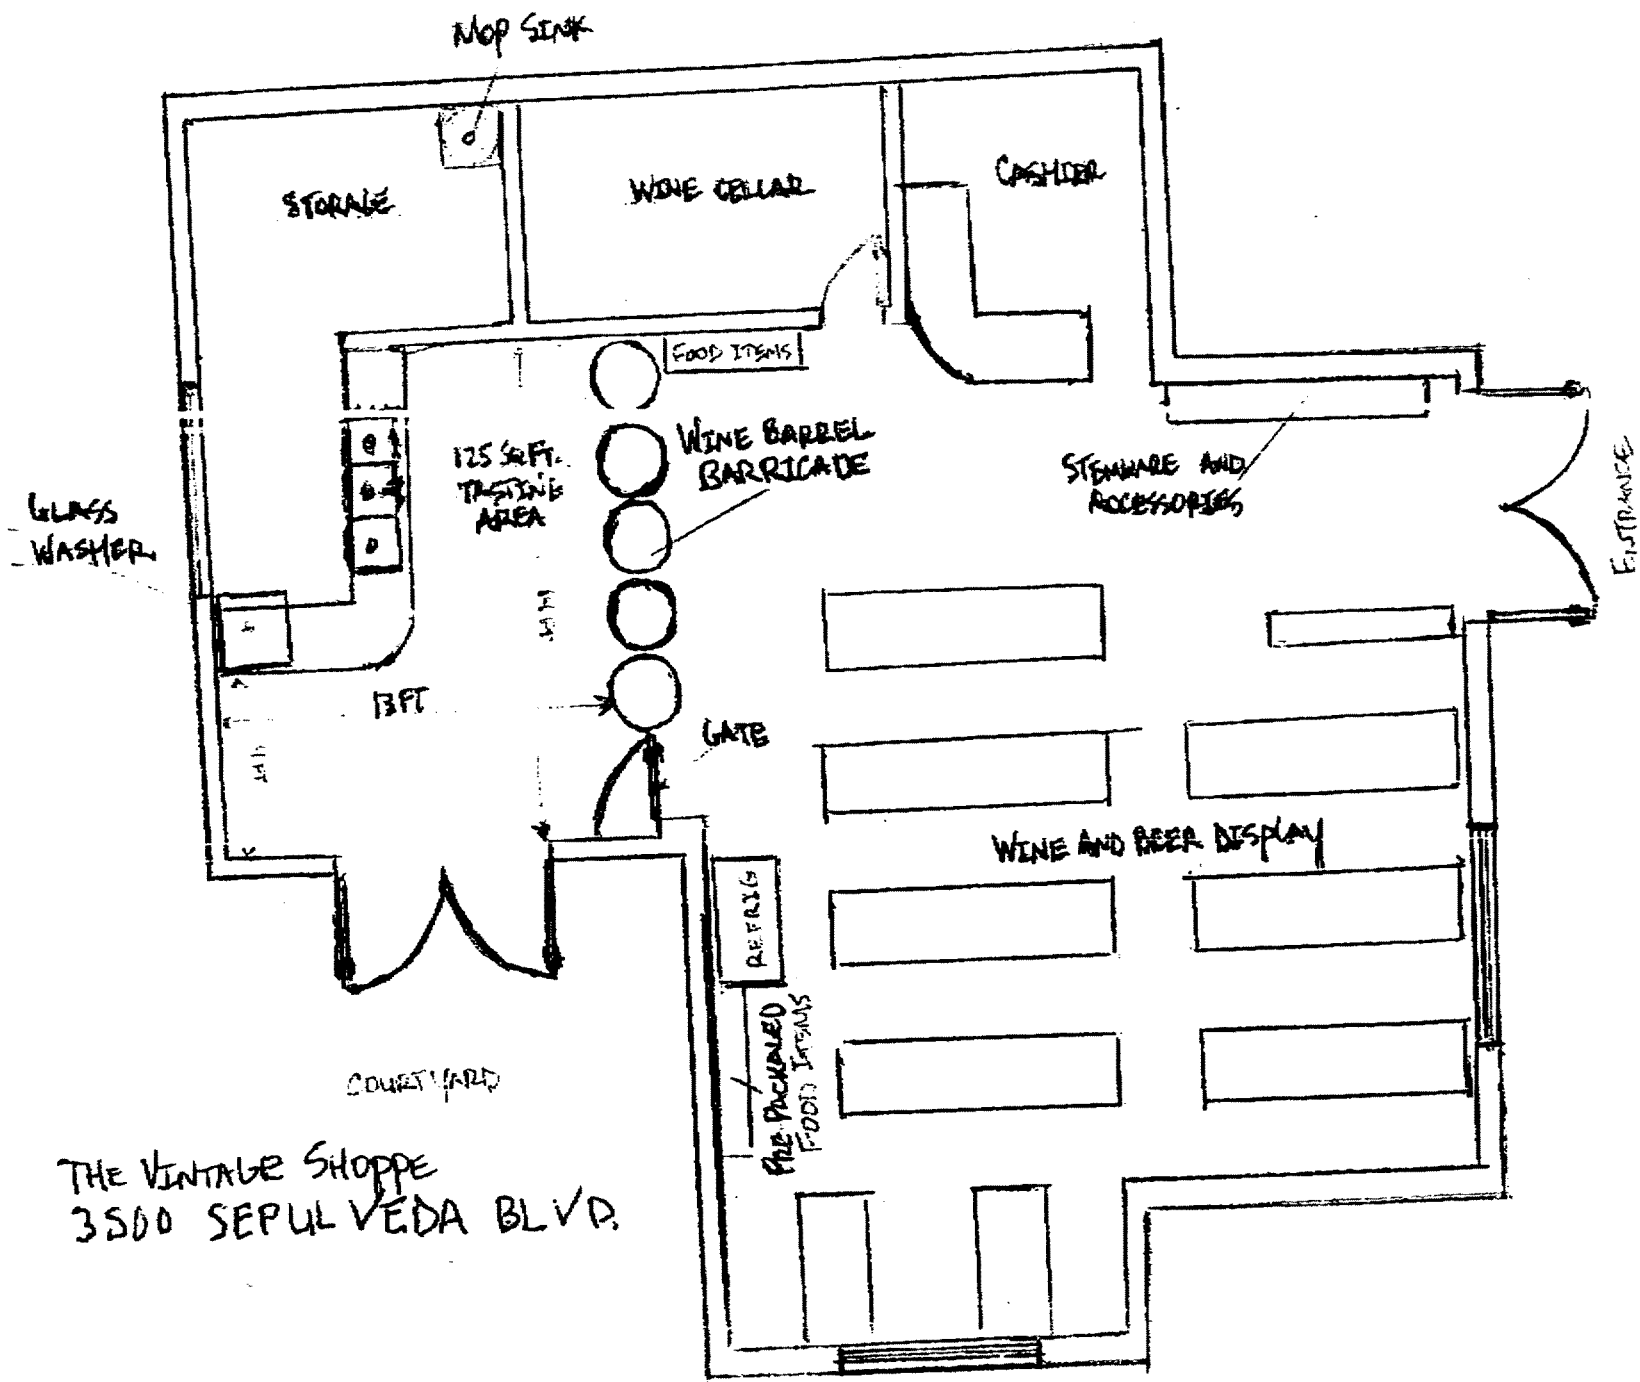 MOP SINK
STORAGE
WINE CELLAR
CASHIER
FOOD ITEMS
WINE BARREL
BARRICADE
125 SQ FT.
TASTING
AREA
STEMWARE AND
ACCESSORIES
ENTRANCE
GLASS
WASHER
13 FT
GATE
WINE AND BEER DISPLAY
REFRIG
PRE PACKAGED
FOOD ITEMS
COURTYARD
THE VINTAGE SHOPPE
3500 SEPULVEDA BLVD.